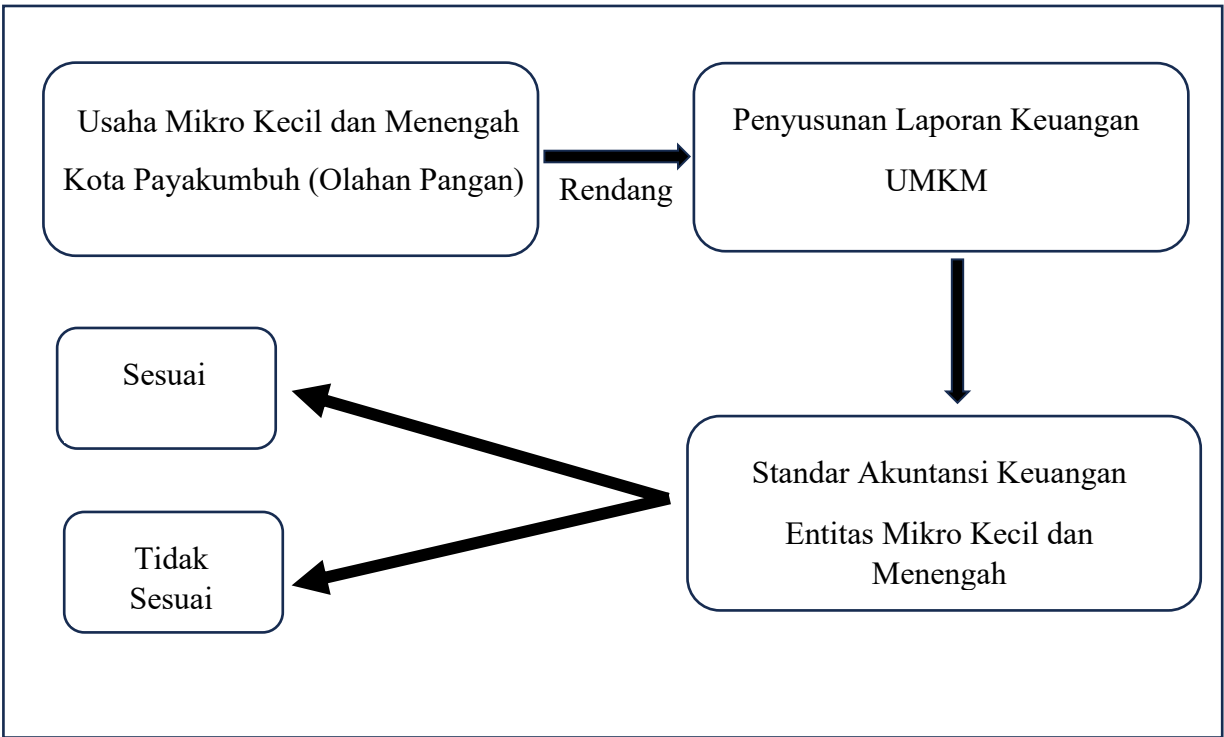 Usaha Mikro Kecil dan Menengah
Kota Payakumbuh (Olahan Pangan)
Rendang
Penyusunan Laporan Keuangan
UMKM
Standar Akuntansi Keuangan
Entitas Mikro Kecil dan
Menengah
Sesuai
Tidak
Sesuai